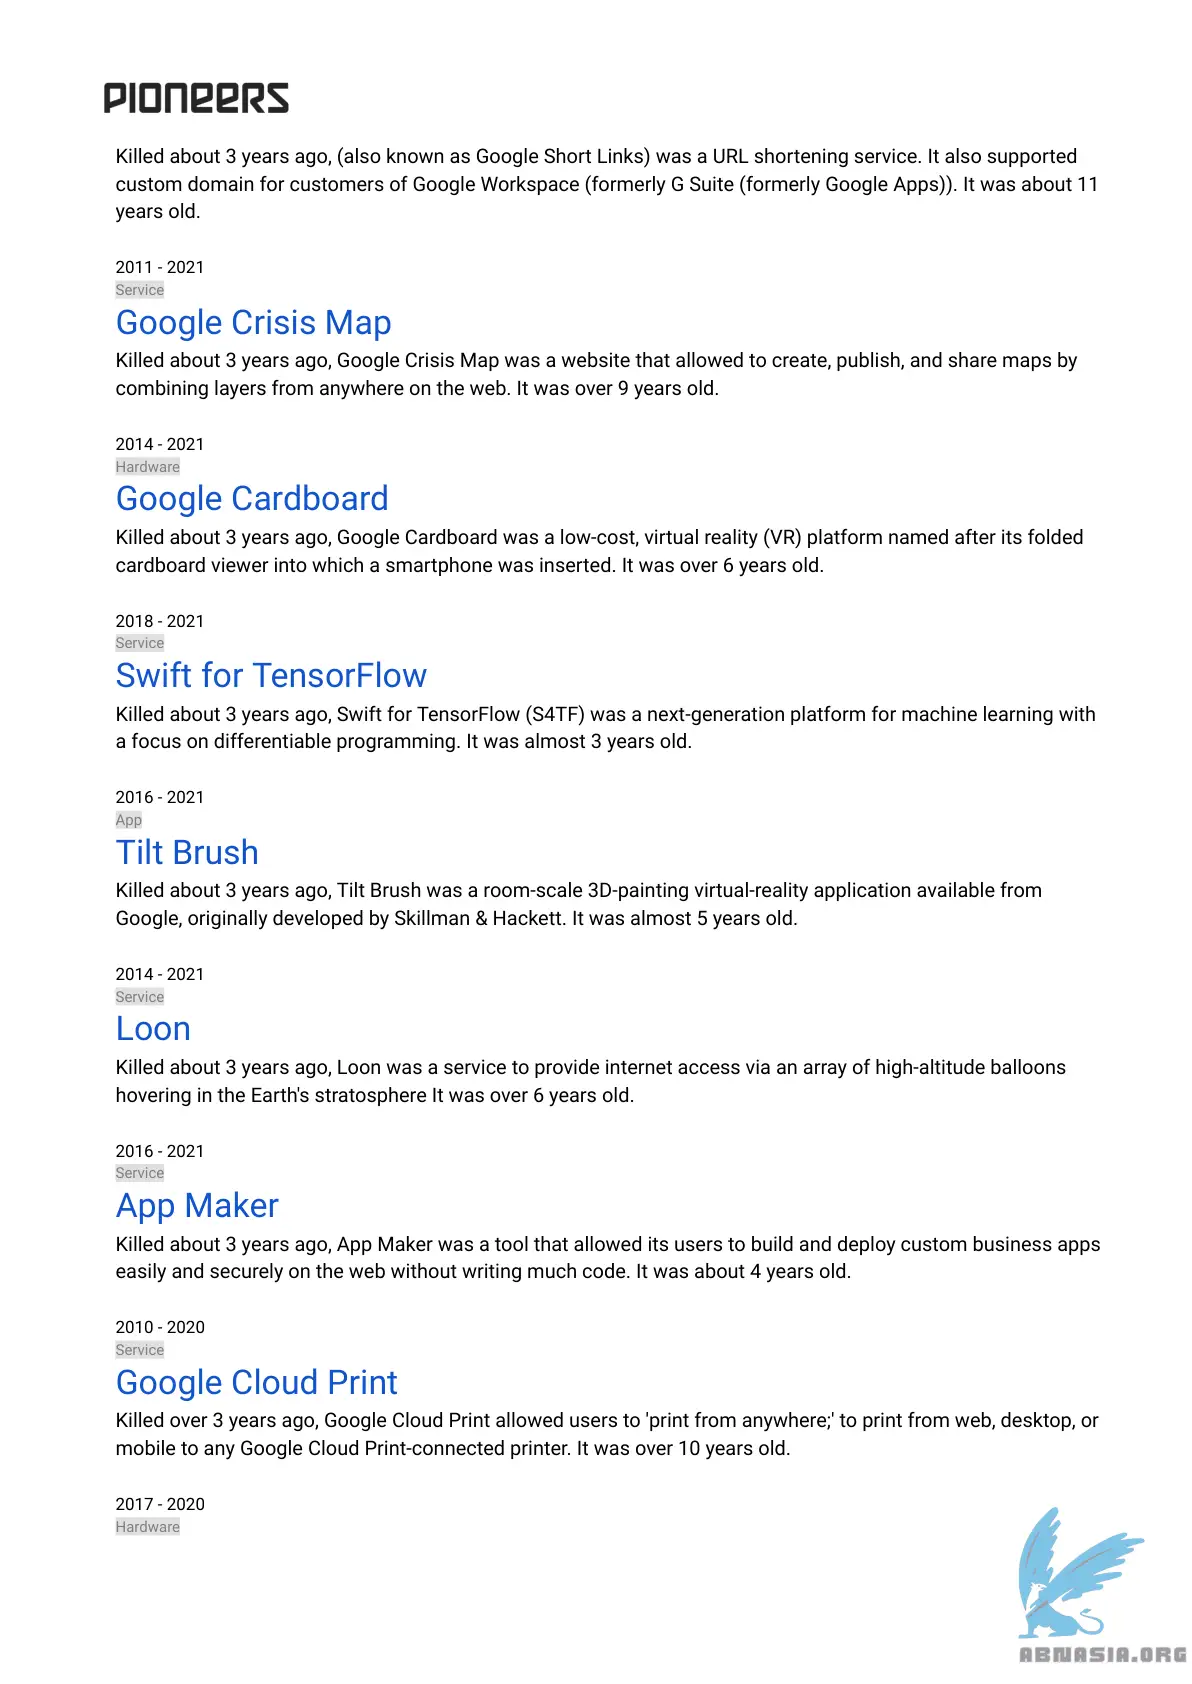 PIONEERS
Killed about 3 years ago, (also known as Google Short Links) was a URL shortening service. It also supported
custom domain for customers of Google Workspace (formerly G Suite (formerly Google Apps)). It was about 11
years old.
2011 - 2021
Service
Google Crisis Map
Killed about 3 years ago, Google Crisis Map was a website that allowed to create, publish, and share maps by
combining layers from anywhere on the web. It was over 9 years old.
2014 - 2021
Hardware
Google Cardboard
Killed about 3 years ago, Google Cardboard was a low-cost, virtual reality (VR) platform named after its folded
cardboard viewer into which a smartphone was inserted. It was over 6 years old.
2018 - 2021
Service
Swift for TensorFlow
Killed about 3 years ago, Swift for TensorFlow (S4TF) was a next-generation platform for machine learning with
a focus on differentiable programming. It was almost 3 years old.
2016 - 2021
App
Tilt Brush
Killed about 3 years ago, Tilt Brush was a room-scale 3D-painting virtual-reality application available from
Google, originally developed by Skillman & Hackett. It was almost 5 years old.
2014 - 2021
Service
Loon
Killed about 3 years ago, Loon was a service to provide internet access via an array of high-altitude balloons
hovering in the Earth's stratosphere It was over 6 years old.
2016 - 2021
Service
App Maker
Killed about 3 years ago, App Maker was a tool that allowed its users to build and deploy custom business apps
easily and securely on the web without writing much code. It was about 4 years old.
2010 - 2020
Service
Google Cloud Print
Killed over 3 years ago, Google Cloud Print allowed users to 'print from anywhere;' to print from web, desktop, or
mobile to any Google Cloud Print-connected printer. It was over 10 years old.
2017 - 2020
Hardware
ABNASIA.ORG